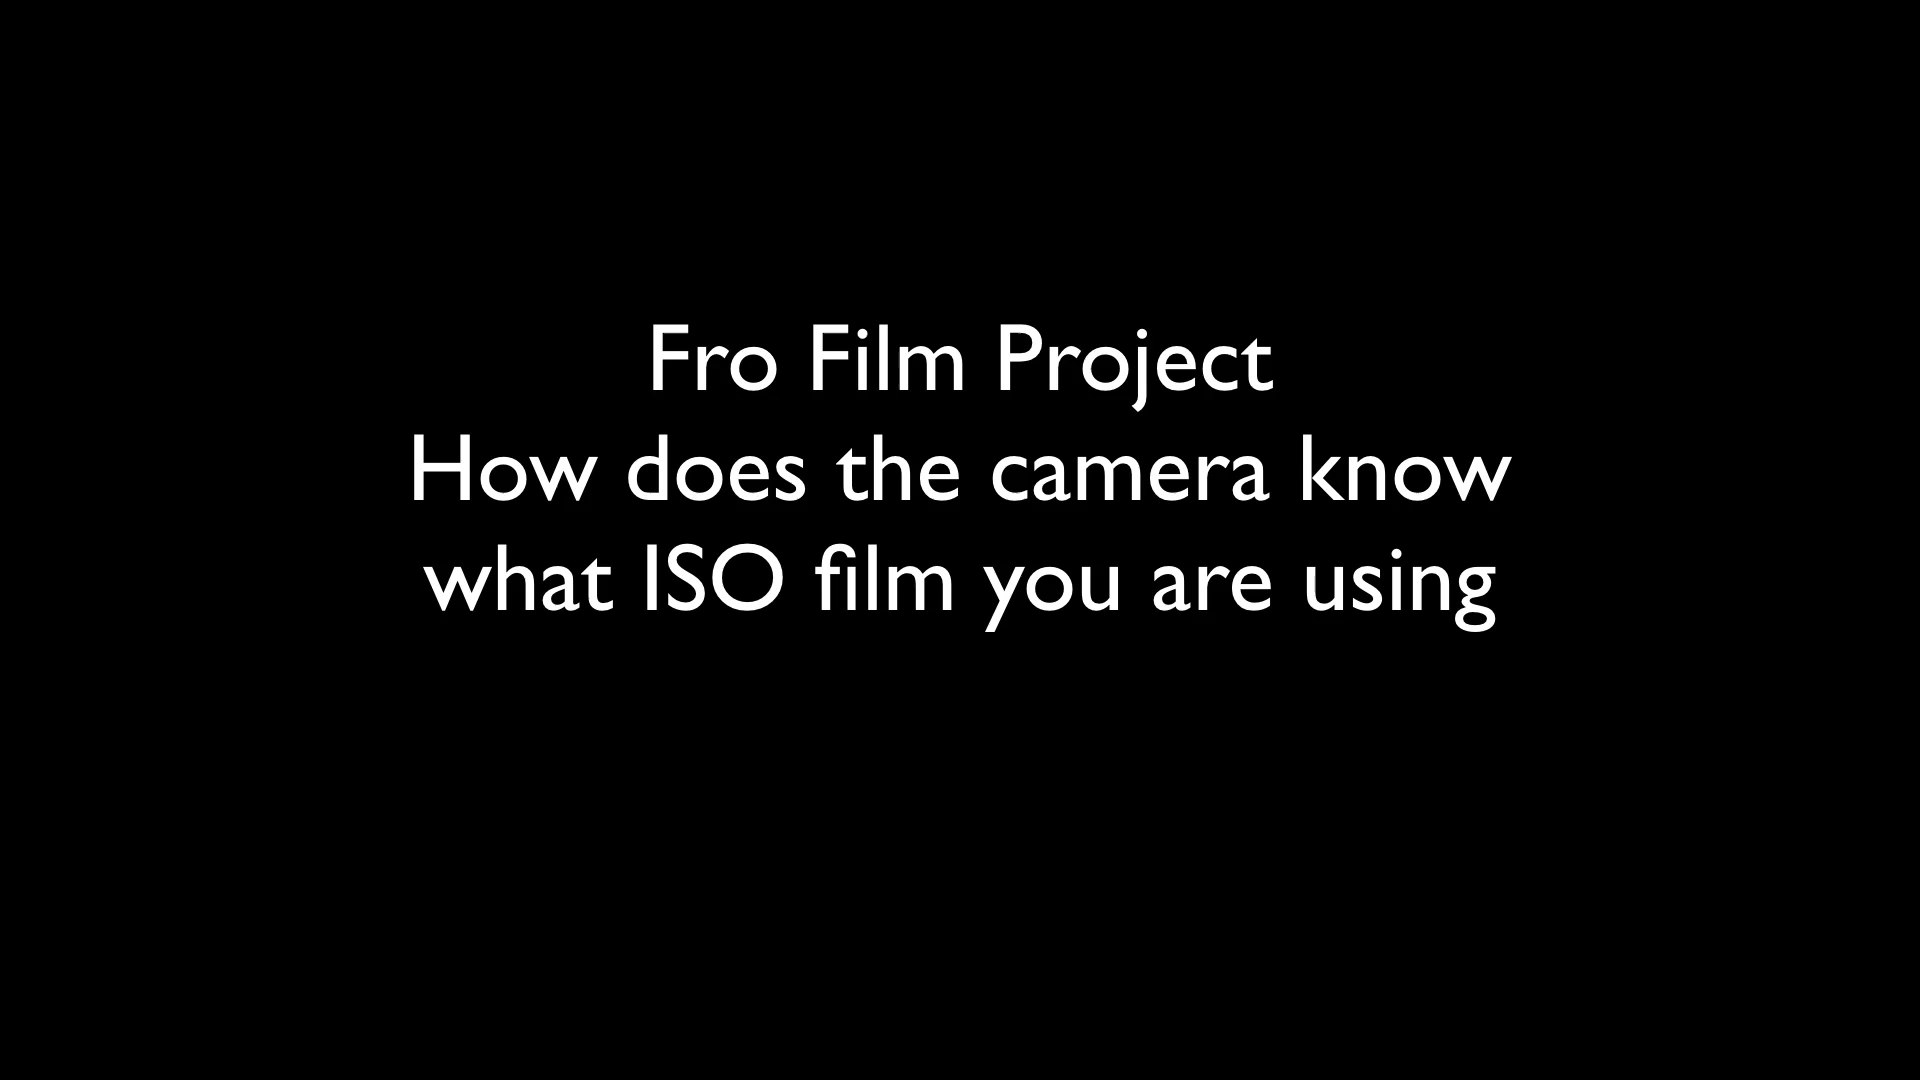 Fro Film Project
How does the camera know
what ISO film you are using